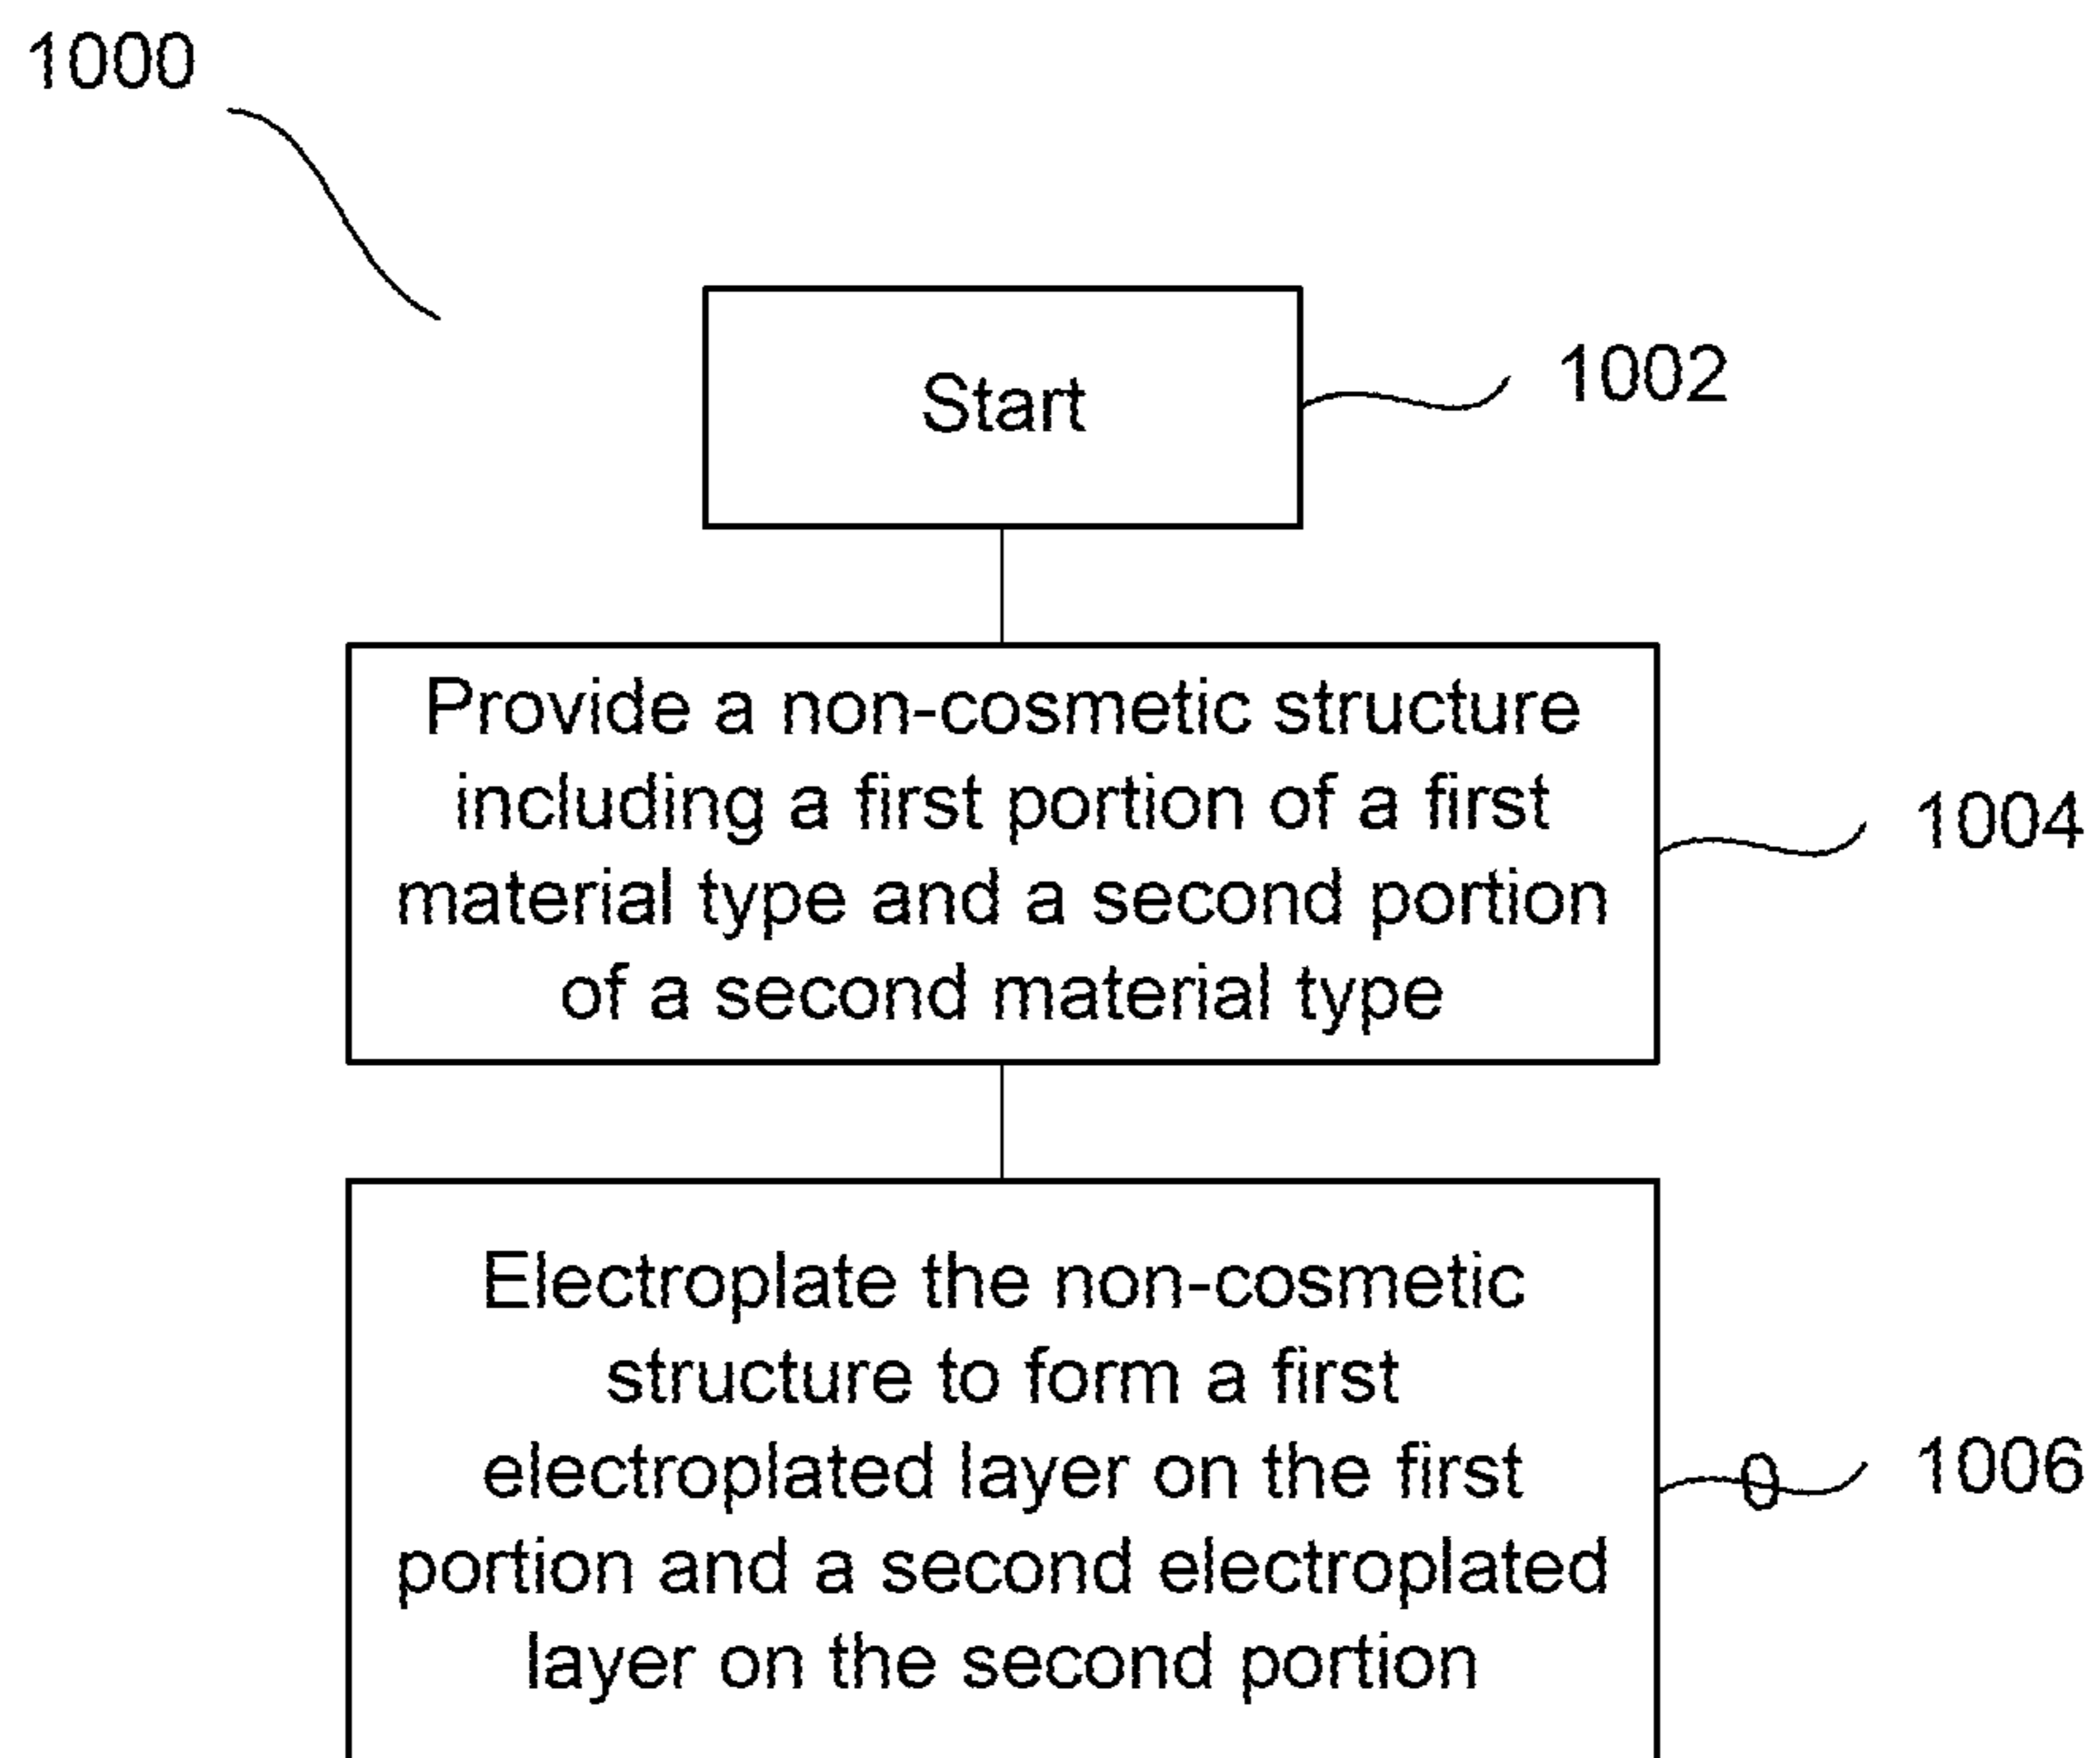 1000
Start
1002
Provide a non-cosmetic structure
including a first portion of a first
material type and a second portion
of a second material type
1004
Electroplate the non-cosmetic
structure to form a first
electroplated layer on the first
portion and a second electroplated
layer on the second portion
1006